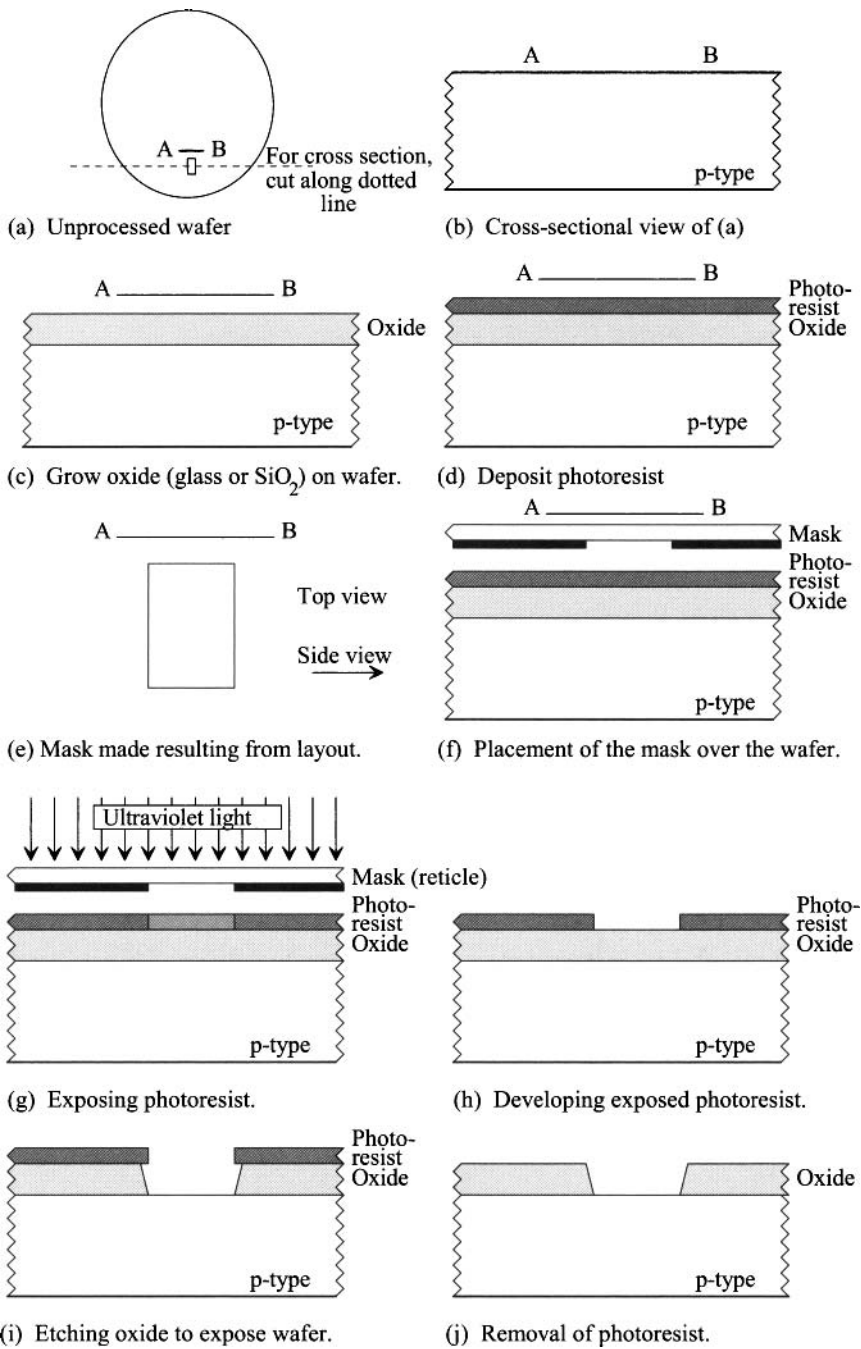 A B
For cross section,
cut along dotted
line
(a) Unprocessed wafer
A B
p-type
(b) Cross-sectional view of (a)
A B
Oxide
p-type
(c) Grow oxide (glass or SiO₂) on wafer.
A B
Photo-
resist
Oxide
p-type
(d) Deposit photoresist
A B
Top view
Side view
(e) Mask made resulting from layout.
A B
Mask
Photo-
resist
Oxide
p-type
(f) Placement of the mask over the wafer.
Ultraviolet light
Mask (reticle)
Photo-
resist
Oxide
p-type
(g) Exposing photoresist.
Photo-
resist
Oxide
p-type
(h) Developing exposed photoresist.
Photo-
resist
Oxide
p-type
(i) Etching oxide to expose wafer.
Oxide
p-type
(j) Removal of photoresist.